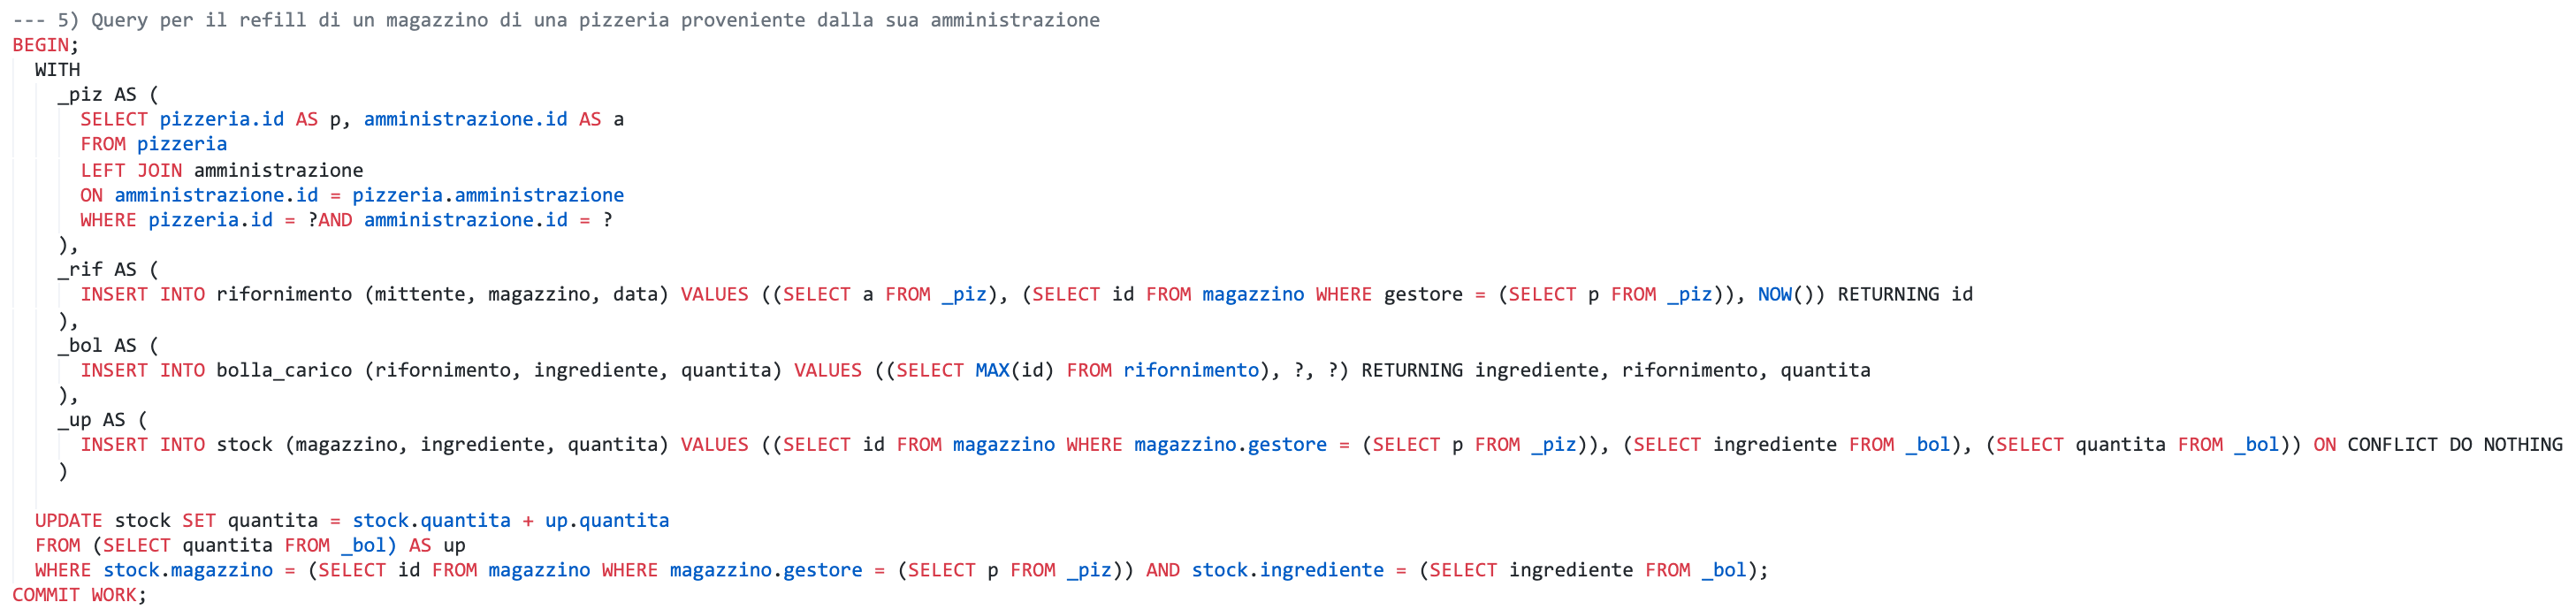 --- 5) Query per il refill di un magazzino di una pizzeria proveniente dalla sua amministrazione
BEGIN;
WITH
_piz AS (
SELECT pizzeria.id AS p, amministrazione.id AS a
FROM pizzeria
LEFT JOIN amministrazione
ON amministrazione.id = pizzeria.amministrazione
WHERE pizzeria.id = ?AND amministrazione.id = ?
),
_rif AS (
INSERT INTO rifornimento (mittente, magazzino, data) VALUES ((SELECT a FROM _piz), (SELECT id FROM magazzino WHERE gestore = (SELECT p FROM _piz)), NOW()) RETURNING id
),
_bol AS (
INSERT INTO bolla_carico (rifornimento, ingrediente, quantita) VALUES ((SELECT MAX(id) FROM rifornimento), ?, ?) RETURNING ingrediente, rifornimento, quantita
),
_up AS (
INSERT INTO stock (magazzino, ingrediente, quantita) VALUES ((SELECT id FROM magazzino WHERE magazzino.gestore = (SELECT p FROM _piz)), (SELECT ingrediente FROM _bol), (SELECT quantita FROM _bol)) ON CONFLICT DO NOTHING
)
UPDATE stock SET quantita = stock.quantita + up.quantita
FROM (SELECT quantita FROM _bol) AS up
WHERE stock.magazzino = (SELECT id FROM magazzino WHERE magazzino.gestore = (SELECT p FROM _piz)) AND stock.ingrediente = (SELECT ingrediente FROM _bol);
COMMIT WORK;